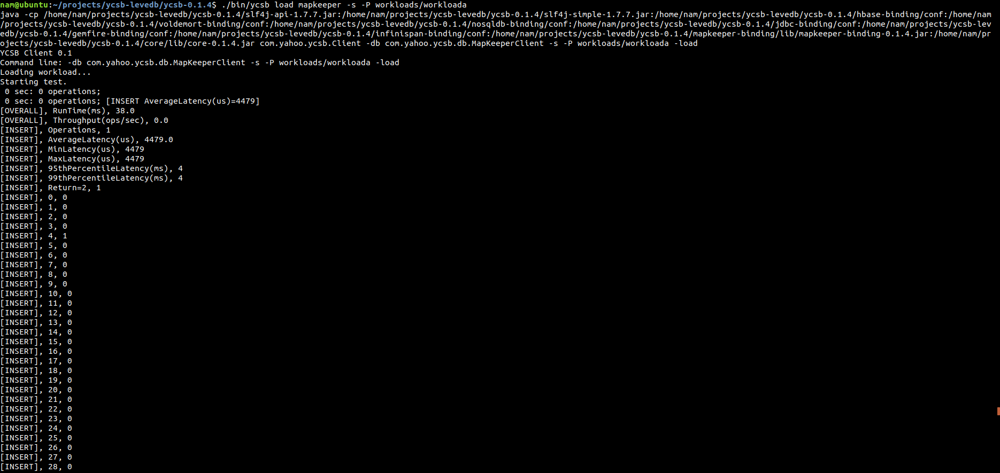 nam@ubuntu:~/projects/ycsb-levedb/ycsb-0.1.4$ ./bin/ycsb load mapkeeper -s -P workloads/workloada
java -cp /home/nam/projects/ycsb-levedb/ycsb-0.1.4/slf4j-api-1.7.7.jar:/home/nam/projects/ycsb-levedb/ycsb-0.1.4/slf4j-simple-1.7.7.jar:/home/nam/projects/ycsb-levedb/ycsb-0.1.4/hbase-binding/conf:/home/nam
/projects/ycsb-levedb/ycsb-0.1.4/voldemort-binding/conf:/home/nam/projects/ycsb-levedb/ycsb-0.1.4/nosqldb-binding/conf:/home/nam/projects/ycsb-levedb/ycsb-0.1.4/jdbc-binding/conf:/home/nam/projects/ycsb-lev
edb/ycsb-0.1.4/gemfire-binding/conf:/home/nam/projects/ycsb-levedb/ycsb-0.1.4/infinispan-binding/conf:/home/nam/projects/ycsb-levedb/ycsb-0.1.4/mapkeeper-binding/lib/mapkeeper-binding-0.1.4.jar:/home/nam/pr
ojects/ycsb-levedb/ycsb-0.1.4/core/lib/core-0.1.4.jar com.yahoo.ycsb.Client -db com.yahoo.ycsb.db.MapKeeperClient -s -P workloads/workloada -load
YCSB Client 0.1
Command line: -db com.yahoo.ycsb.db.MapKeeperClient -s -P workloads/workloada -load
Loading workload...
Starting test.
 0 sec: 0 operations;
 0 sec: 0 operations; [INSERT AverageLatency(us)=4479]
[OVERALL], RunTime(ms), 38.0
[OVERALL], Throughput(ops/sec), 0.0
[INSERT], Operations, 1
[INSERT], AverageLatency(us), 4479.0
[INSERT], MinLatency(us), 4479
[INSERT], MaxLatency(us), 4479
[INSERT], 95thPercentileLatency(ms), 4
[INSERT], 99thPercentileLatency(ms), 4
[INSERT], Return=2, 1
[INSERT], 0, 0
[INSERT], 1, 0
[INSERT], 2, 0
[INSERT], 3, 0
[INSERT], 4, 1
[INSERT], 5, 0
[INSERT], 6, 0
[INSERT], 7, 0
[INSERT], 8, 0
[INSERT], 9, 0
[INSERT], 10, 0
[INSERT], 11, 0
[INSERT], 12, 0
[INSERT], 13, 0
[INSERT], 14, 0
[INSERT], 15, 0
[INSERT], 16, 0
[INSERT], 17, 0
[INSERT], 18, 0
[INSERT], 19, 0
[INSERT], 20, 0
[INSERT], 21, 0
[INSERT], 22, 0
[INSERT], 23, 0
[INSERT], 24, 0
[INSERT], 25, 0
[INSERT], 26, 0
[INSERT], 27, 0
[INSERT], 28, 0